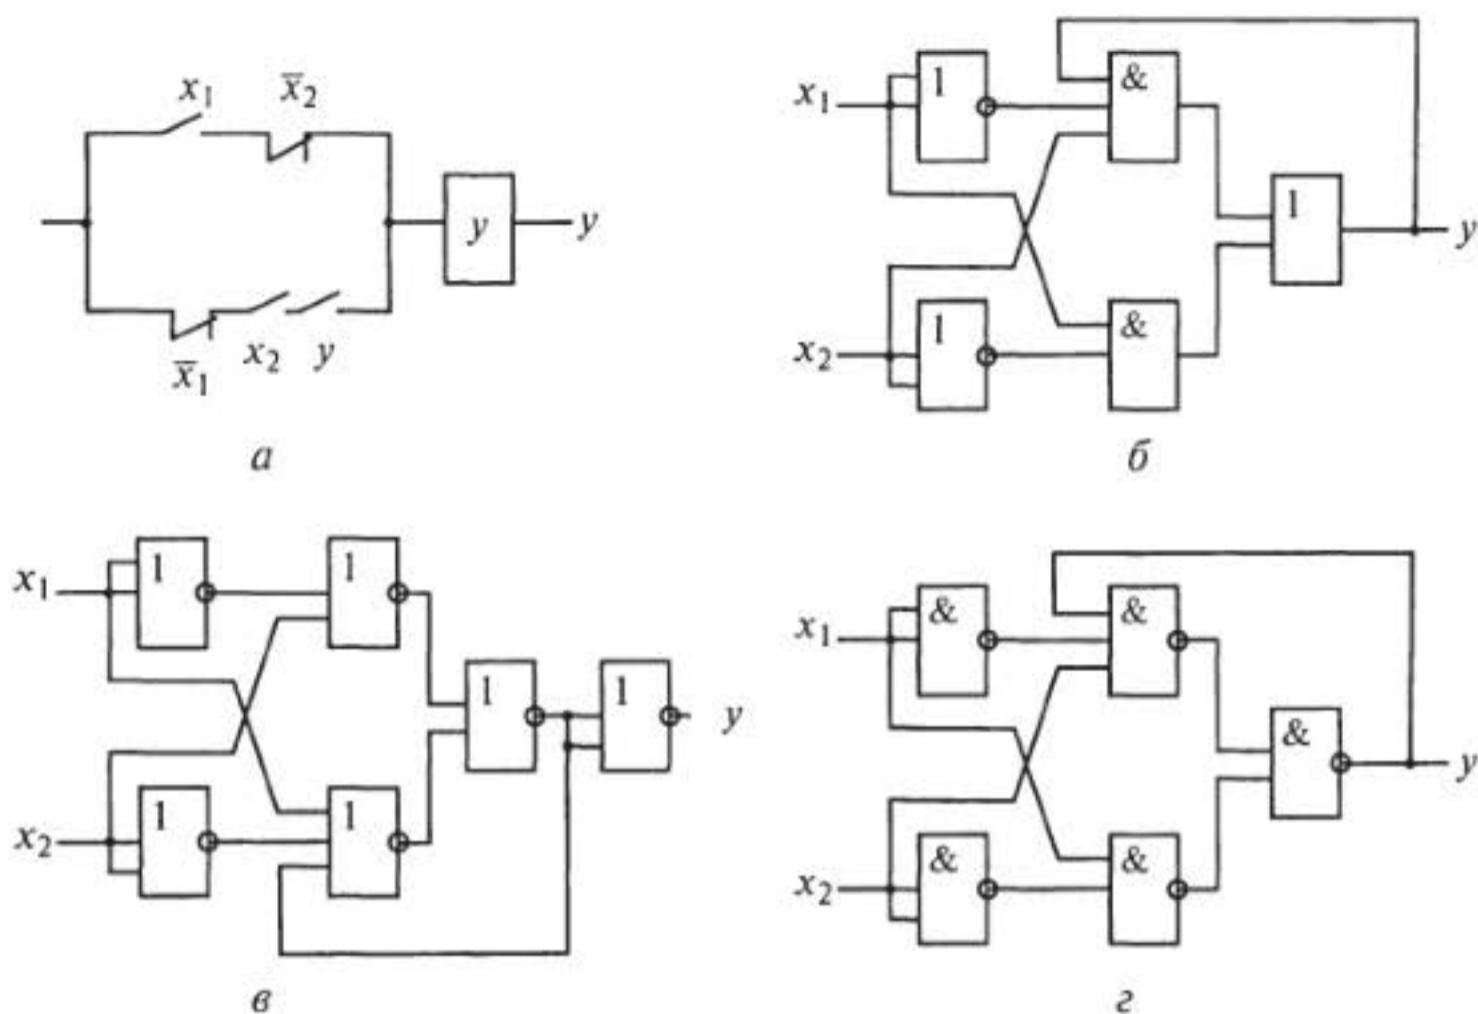 x₁ x̅₂
y y
x̅₁ x₂ y
а
x₁ 1 &
1 y
x₂ 1 &
б
x₁ 1 1
1 1 y
x₂ 1 1
в
x₁ & &
& y
x₂ & &
г